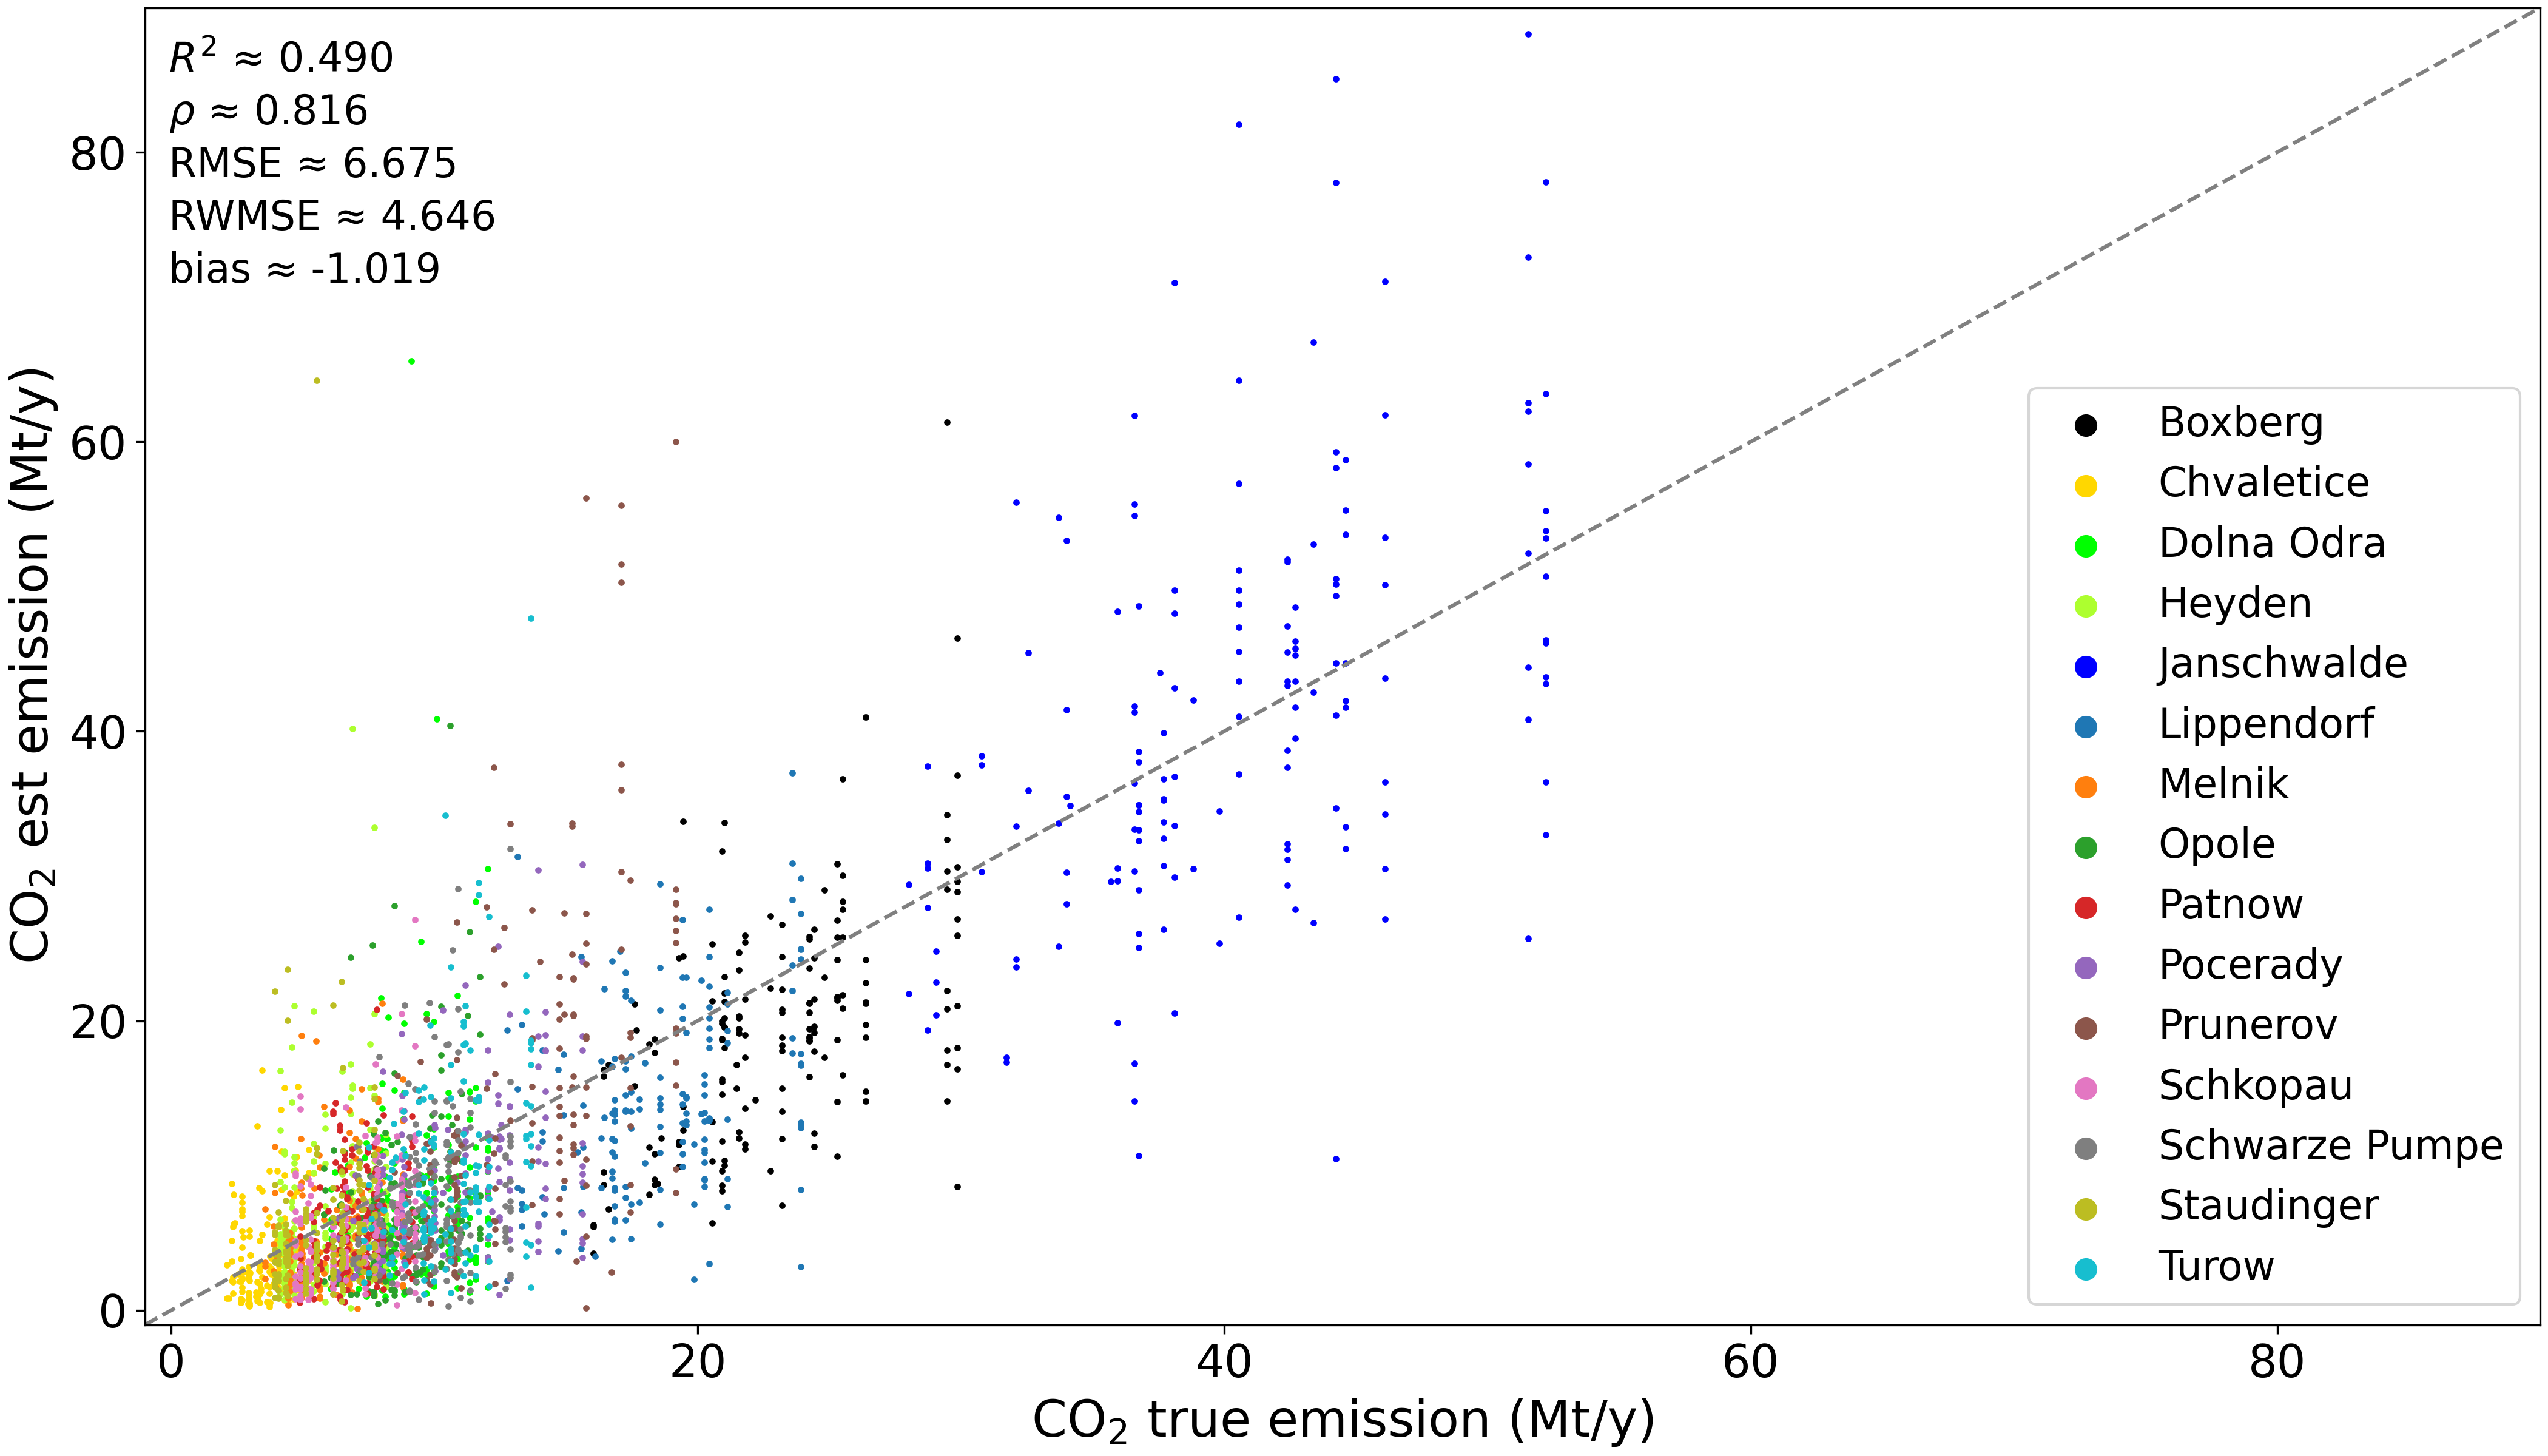 R² ≈ 0.490
ρ ≈ 0.816
RMSE ≈ 6.675
RWMSE ≈ 4.646
bias ≈ -1.019
CO₂ est emission (Mt/y)
80
60
40
20
0
0 20 40 60 80
CO₂ true emission (Mt/y)
Boxberg
Chvaletice
Dolna Odra
Heyden
Janschwalde
Lippendorf
Melnik
Opole
Patnow
Pocerady
Prunerov
Schkopau
Schwarze Pumpe
Staudinger
Turow